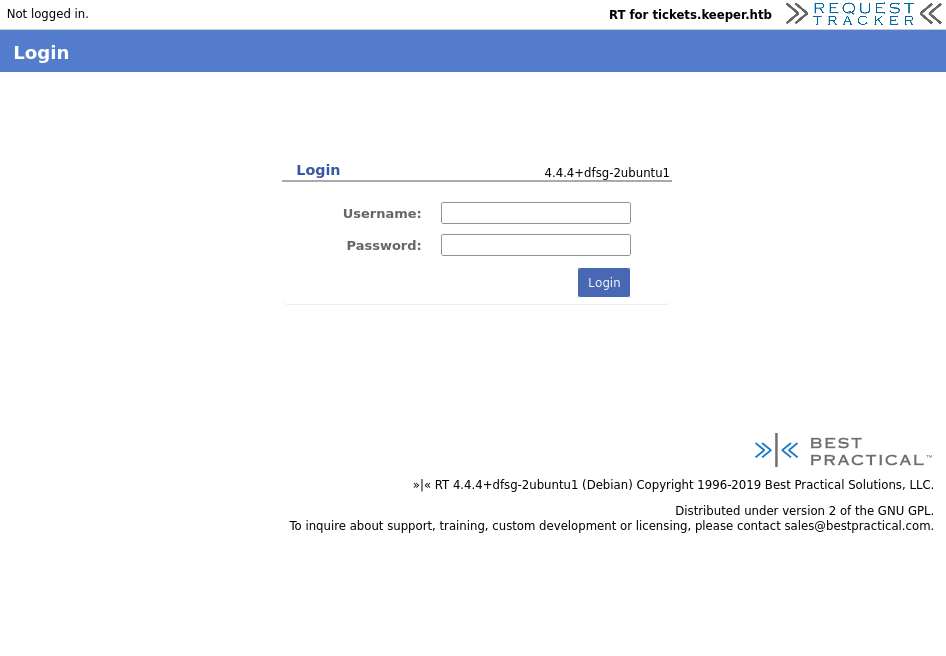 Not logged in.
RT for tickets.keeper.htb
REQUEST
TRACKER
Login
Login
4.4.4+dfsg-2ubuntu1
Username:
Password:
Login
BEST
PRACTICAL™
»|« RT 4.4.4+dfsg-2ubuntu1 (Debian) Copyright 1996-2019 Best Practical Solutions, LLC.
Distributed under version 2 of the GNU GPL.
To inquire about support, training, custom development or licensing, please contact sales@bestpractical.com.